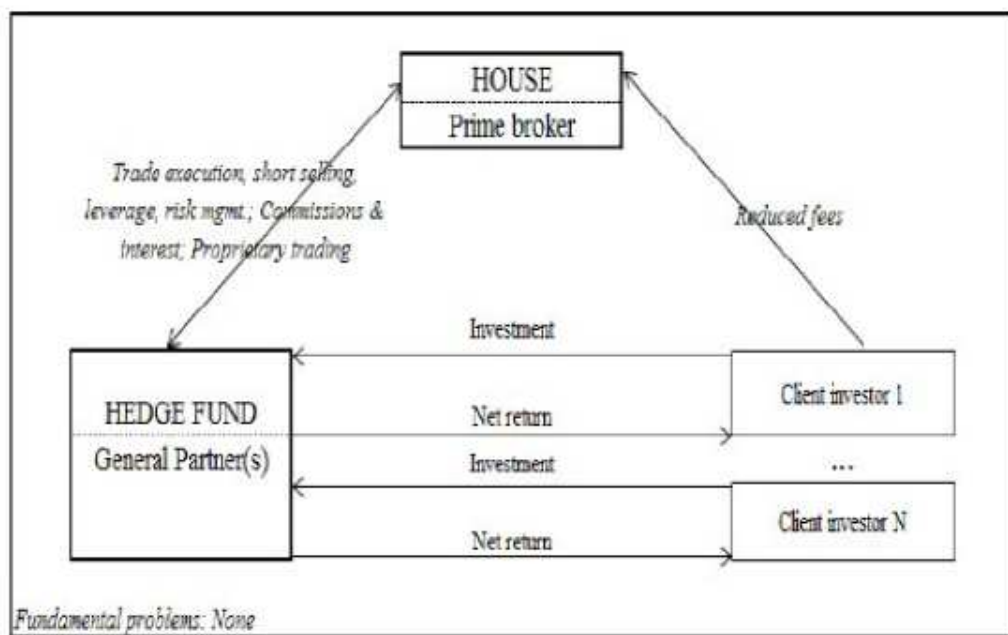 HOUSE
Prime broker
Trade execution, short selling,
leverage, risk mgmt.; Commissions &
interest; Proprietary trading
Reduced fees
Investment
Client investor 1
HEDGE FUND
Net return
General Partner(s)
Investment
...
Client investor N
Net return
Fundamental problems: None